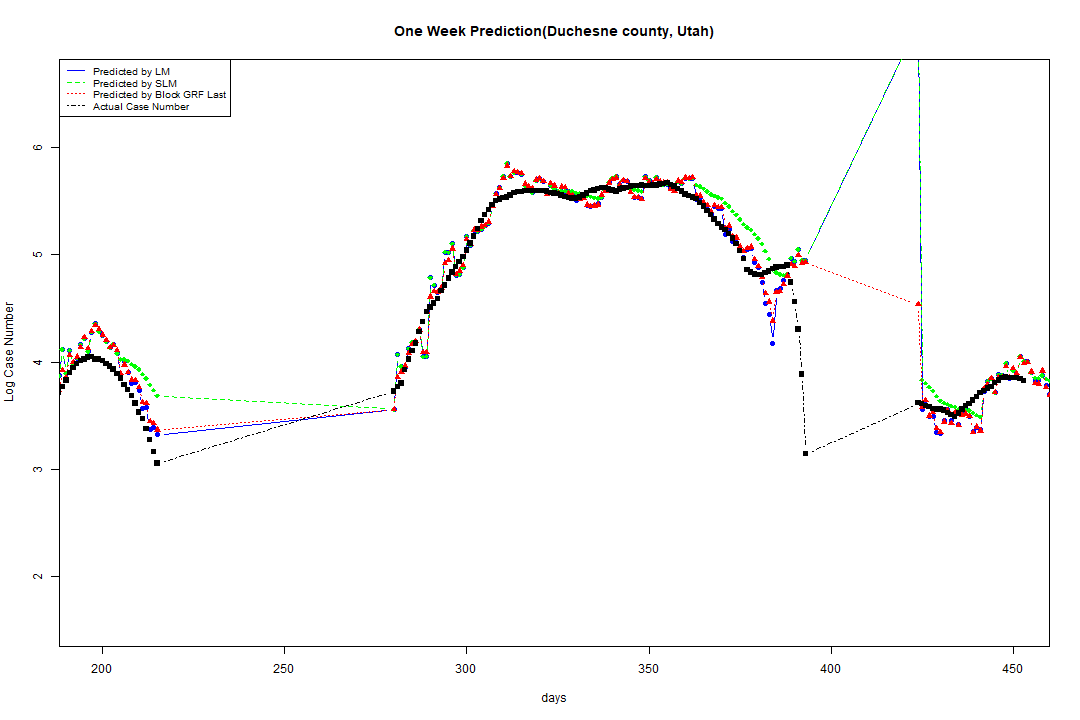 One Week Prediction(Duchesne county, Utah)
Predicted by LM
Predicted by SLM
Predicted by Block GRF Last
Actual Case Number
Log Case Number
6
5
4
3
2
200 250 300 350 400 450
days